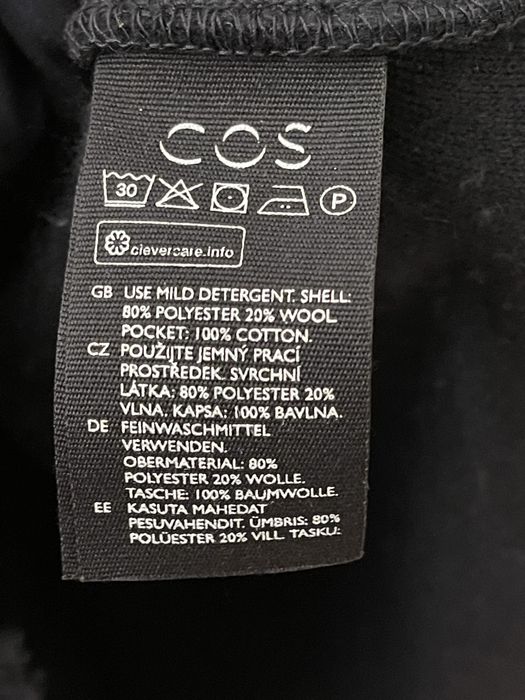 COS
30
P
clevercare.info
GB USE MILD DETERGENT. SHELL:
80% POLYESTER 20% WOOL
POCKET: 100% COTTON.
CZ POUŽIJTE JEMNÝ PRACÍ
PROSTŘEDEK. SVRCHNÍ
LÁTKA: 80% POLYESTER 20%
VLNA. KAPSA: 100% BAVLNA.
DE FEINWASCHMITTEL
VERWENDEN.
OBERMATERIAL: 80%
POLYESTER 20% WOLLE.
TASCHE: 100% BAUMWOLLE.
EE KASUTA MAHEDAT
PESUVAHENDIT. ÜMBRIS: 80%
POLÜESTER 20% VILL. TASKU: